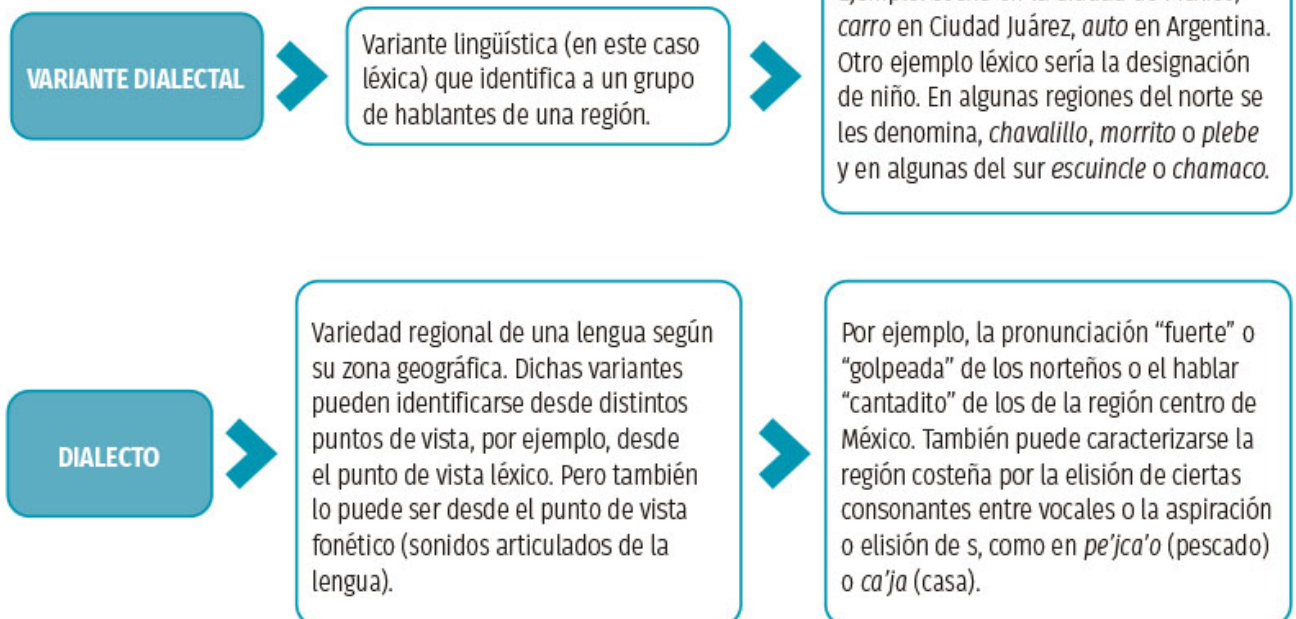 VARIANTE DIALECTAL
Variante lingüística (en este caso
léxica) que identifica a un grupo
de hablantes de una región.
carro en Ciudad Juárez, auto en Argentina.
Otro ejemplo léxico sería la designación
de niño. En algunas regiones del norte se
les denomina, chavalillo, morrito o plebe
y en algunas del sur escuincle o chamaco.
DIALECTO
Variedad regional de una lengua según
su zona geográfica. Dichas variantes
pueden identificarse desde distintos
puntos de vista, por ejemplo, desde
el punto de vista léxico. Pero también
lo puede ser desde el punto de vista
fonético (sonidos articulados de la
lengua).
Por ejemplo, la pronunciación “fuerte” o
“golpeada” de los norteños o el hablar
“cantadito” de los de la región centro de
México. También puede caracterizarse la
región costeña por la elisión de ciertas
consonantes entre vocales o la aspiración
o elisión de s, como en pe’jca’o (pescado)
o ca’ja (casa).